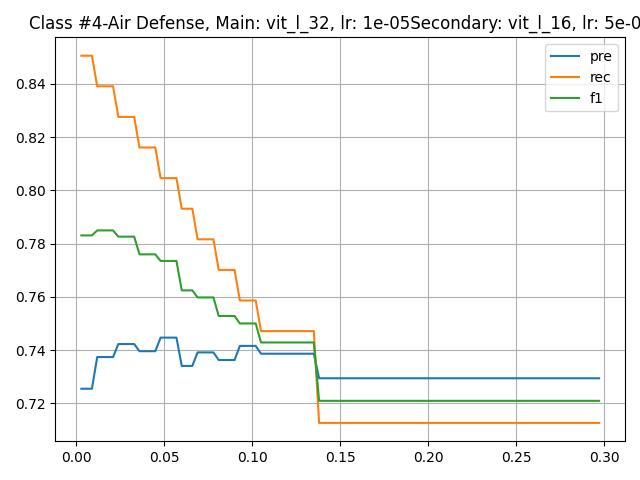 Class #4-Air Defense, Main: vit_l_32, lr: 1e-05Secondary: vit_l_16, lr: 5e-0
pre
rec
f1
0.84
0.82
0.80
0.78
0.76
0.74
0.72
0.00 0.05 0.10 0.15 0.20 0.25 0.30